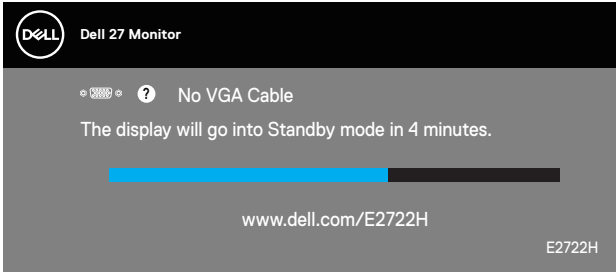 DELL
Dell 27 Monitor
? No VGA Cable
The display will go into Standby mode in 4 minutes.
www.dell.com/E2722H
E2722H